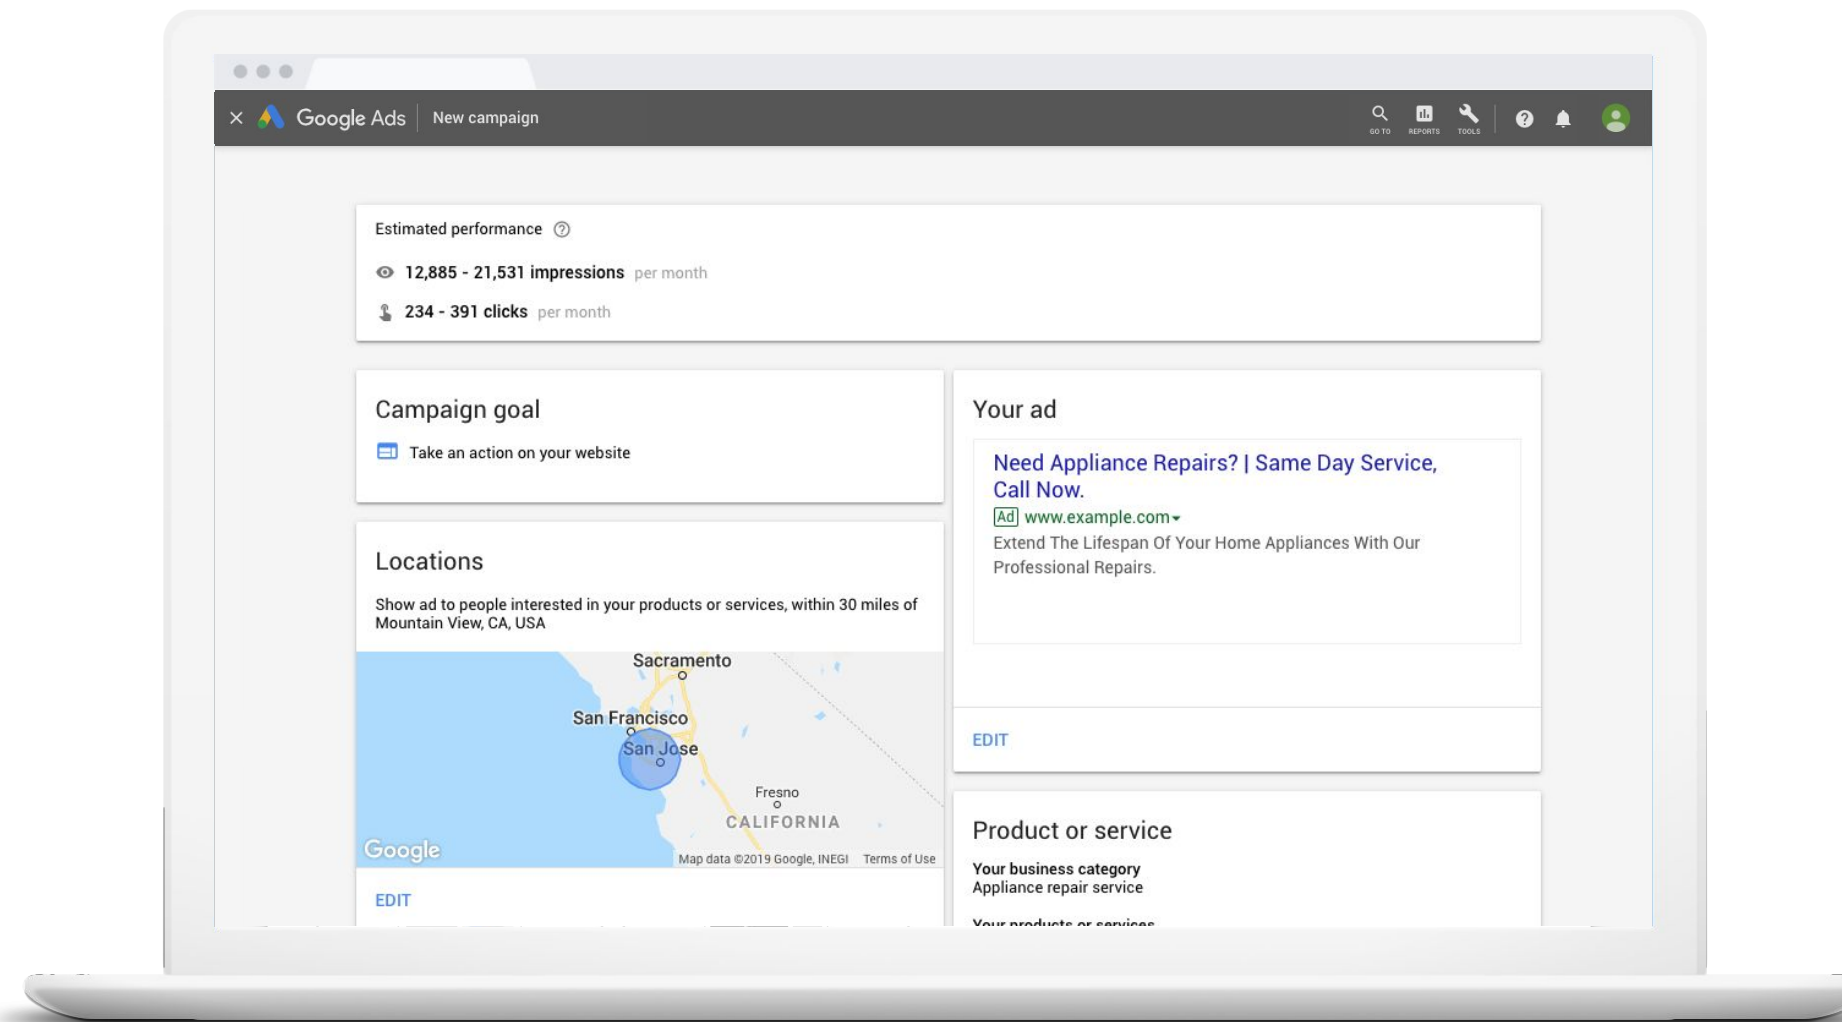 Google Ads
New campaign
GO TO
REPORTS
TOOLS
Estimated performance
12,885 - 21,531 impressions per month
234 - 391 clicks per month
Campaign goal
Take an action on your website
Locations
Show ad to people interested in your products or services, within 30 miles of
Mountain View, CA, USA
Sacramento
San Francisco
San Jose
Fresno
CALIFORNIA
Google
Map data ©2019 Google, INEGI Terms of Use
EDIT
Your ad
Need Appliance Repairs? | Same Day Service,
Call Now.
Ad www.example.com
Extend The Lifespan Of Your Home Appliances With Our
Professional Repairs.
EDIT
Product or service
Your business category
Appliance repair service
Your products or services